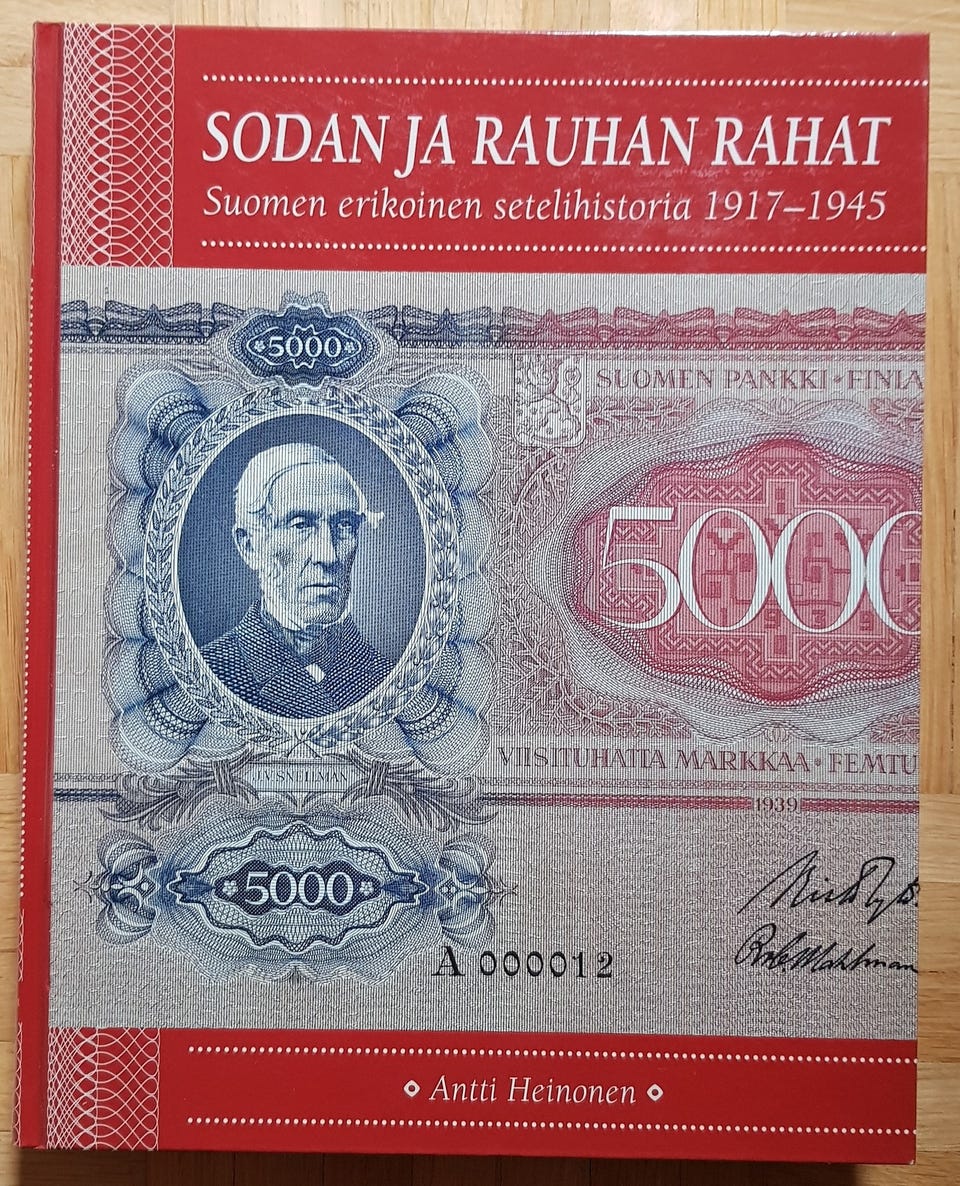 SODAN JA RAUHAN RAHAT
Suomen erikoinen setelihistoria 1917–1945
5000
SUOMEN PANKKI • FINLA
5000
J.V. SNELLMAN
VIISITUHATTA MARKKAA • FEMTU
1939
5000
A 000012
Antti Heinonen